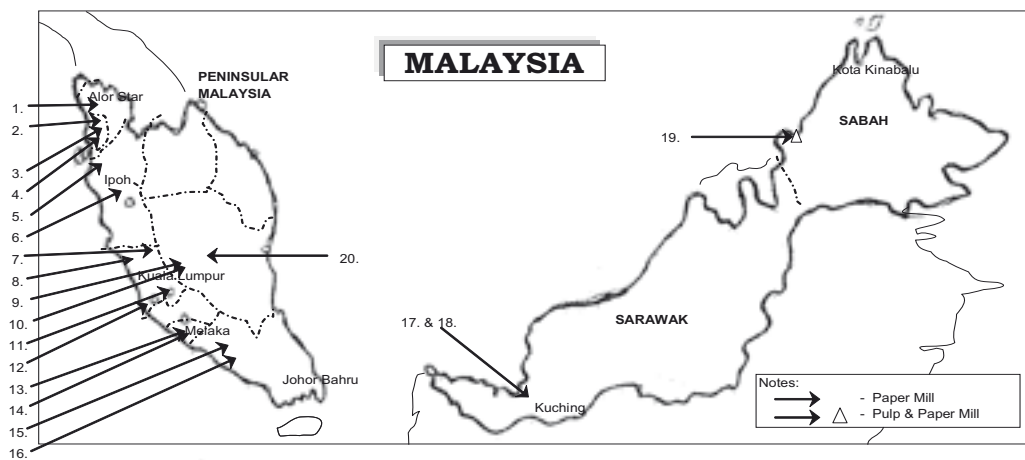 MALAYSIA
PENINSULAR
MALAYSIA
Kota Kinabalu
Alor Star
1.
2.
SABAH
19.
3.
4.
Ipoh
5.
6.
7.
20.
8.
Kuala Lumpur
9.
10.
17. & 18.
SARAWAK
11.
Melaka
12.
13.
Johor Bahru
Notes:
- Paper Mill
14.
Kuching
- Pulp & Paper Mill
15.
16.